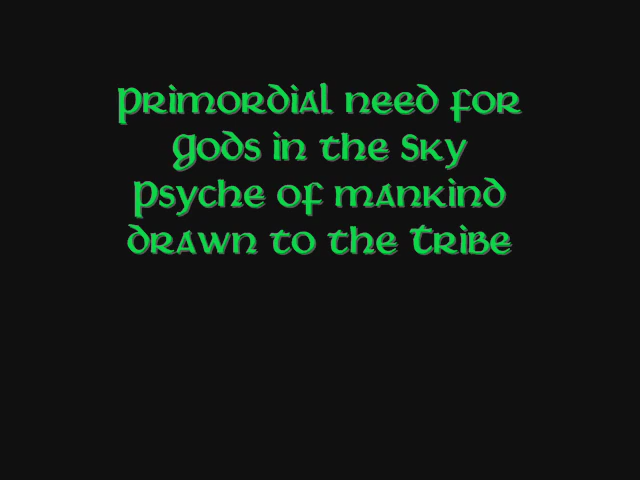 Primordial need for
Gods in the Sky
Psyche of mankind
drawn to the Tribe